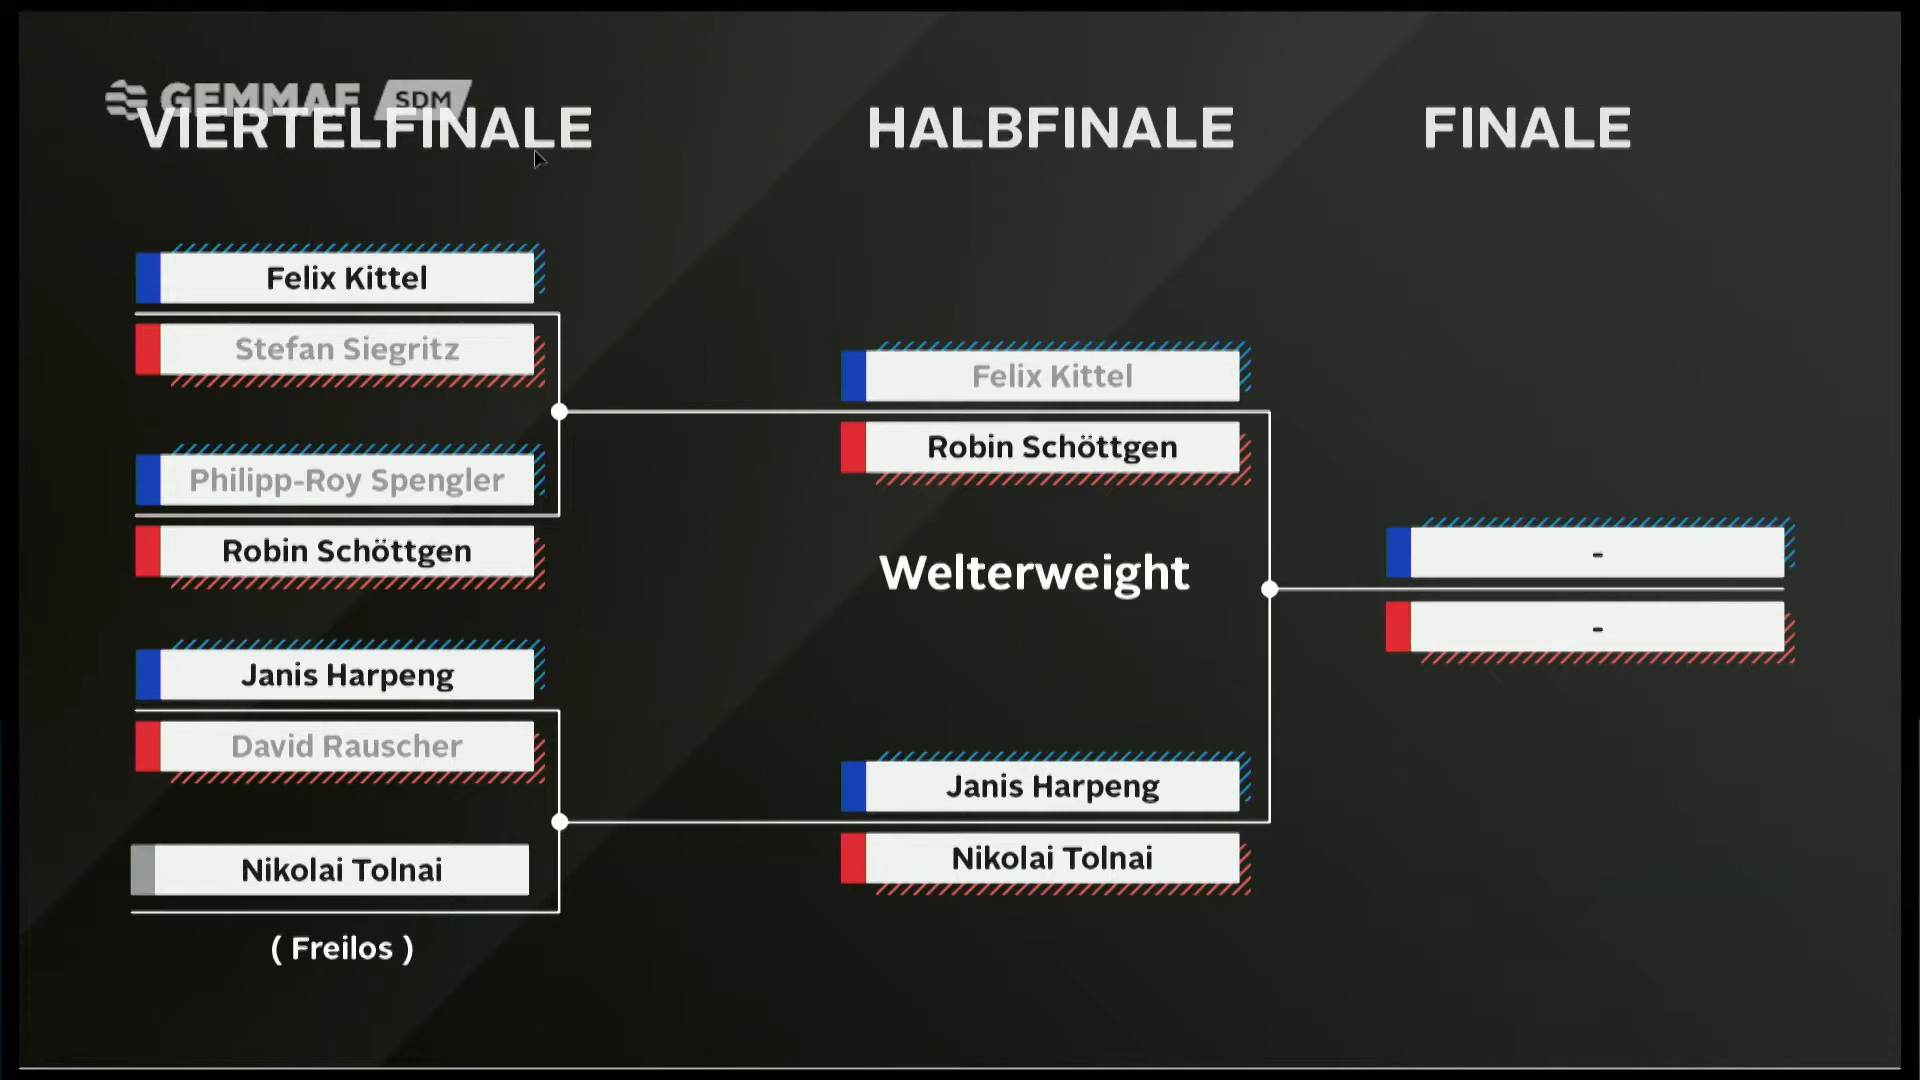 GEMMAF SDM
VIERTELFINALE
HALBFINALE
FINALE
Felix Kittel
Stefan Siegritz
Philipp-Roy Spengler
Robin Schöttgen
Janis Harpeng
David Rauscher
Nikolai Tolnai
( Freilos )
Felix Kittel
Robin Schöttgen
Welterweight
Janis Harpeng
Nikolai Tolnai
-
-